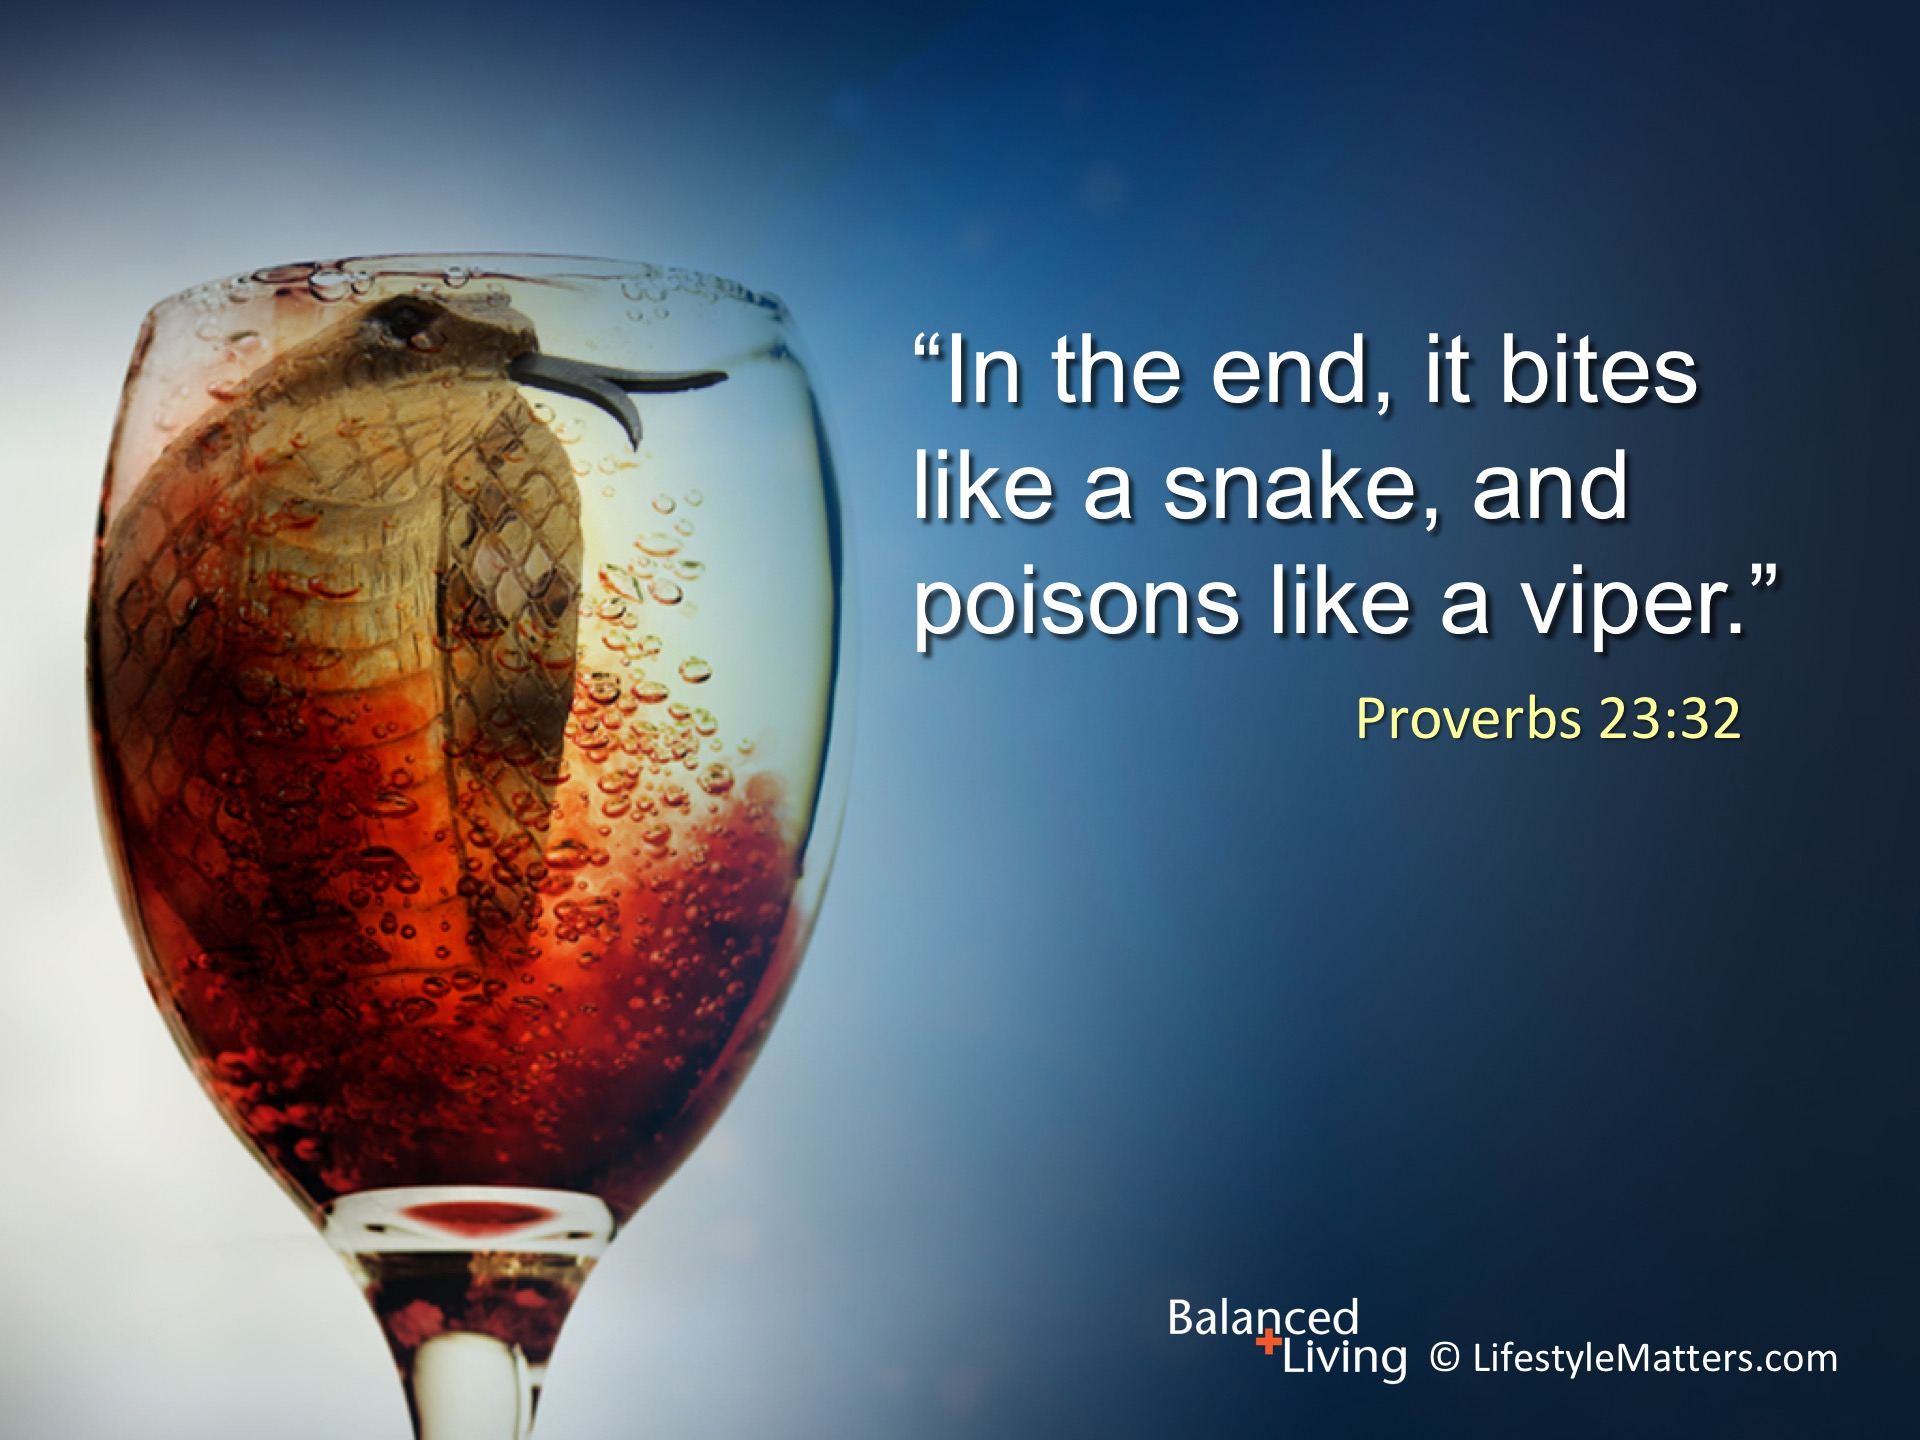 “In the end, it bites
like a snake, and
poisons like a viper.”
Proverbs 23:32
Balanced
Living © LifestyleMatters.com